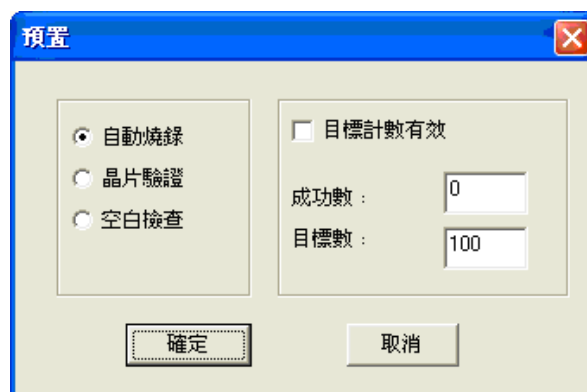 預置
自動燒錄
晶片驗證
空白檢查
目標計數有效
成功數：
0
目標數：
100
確定
取消